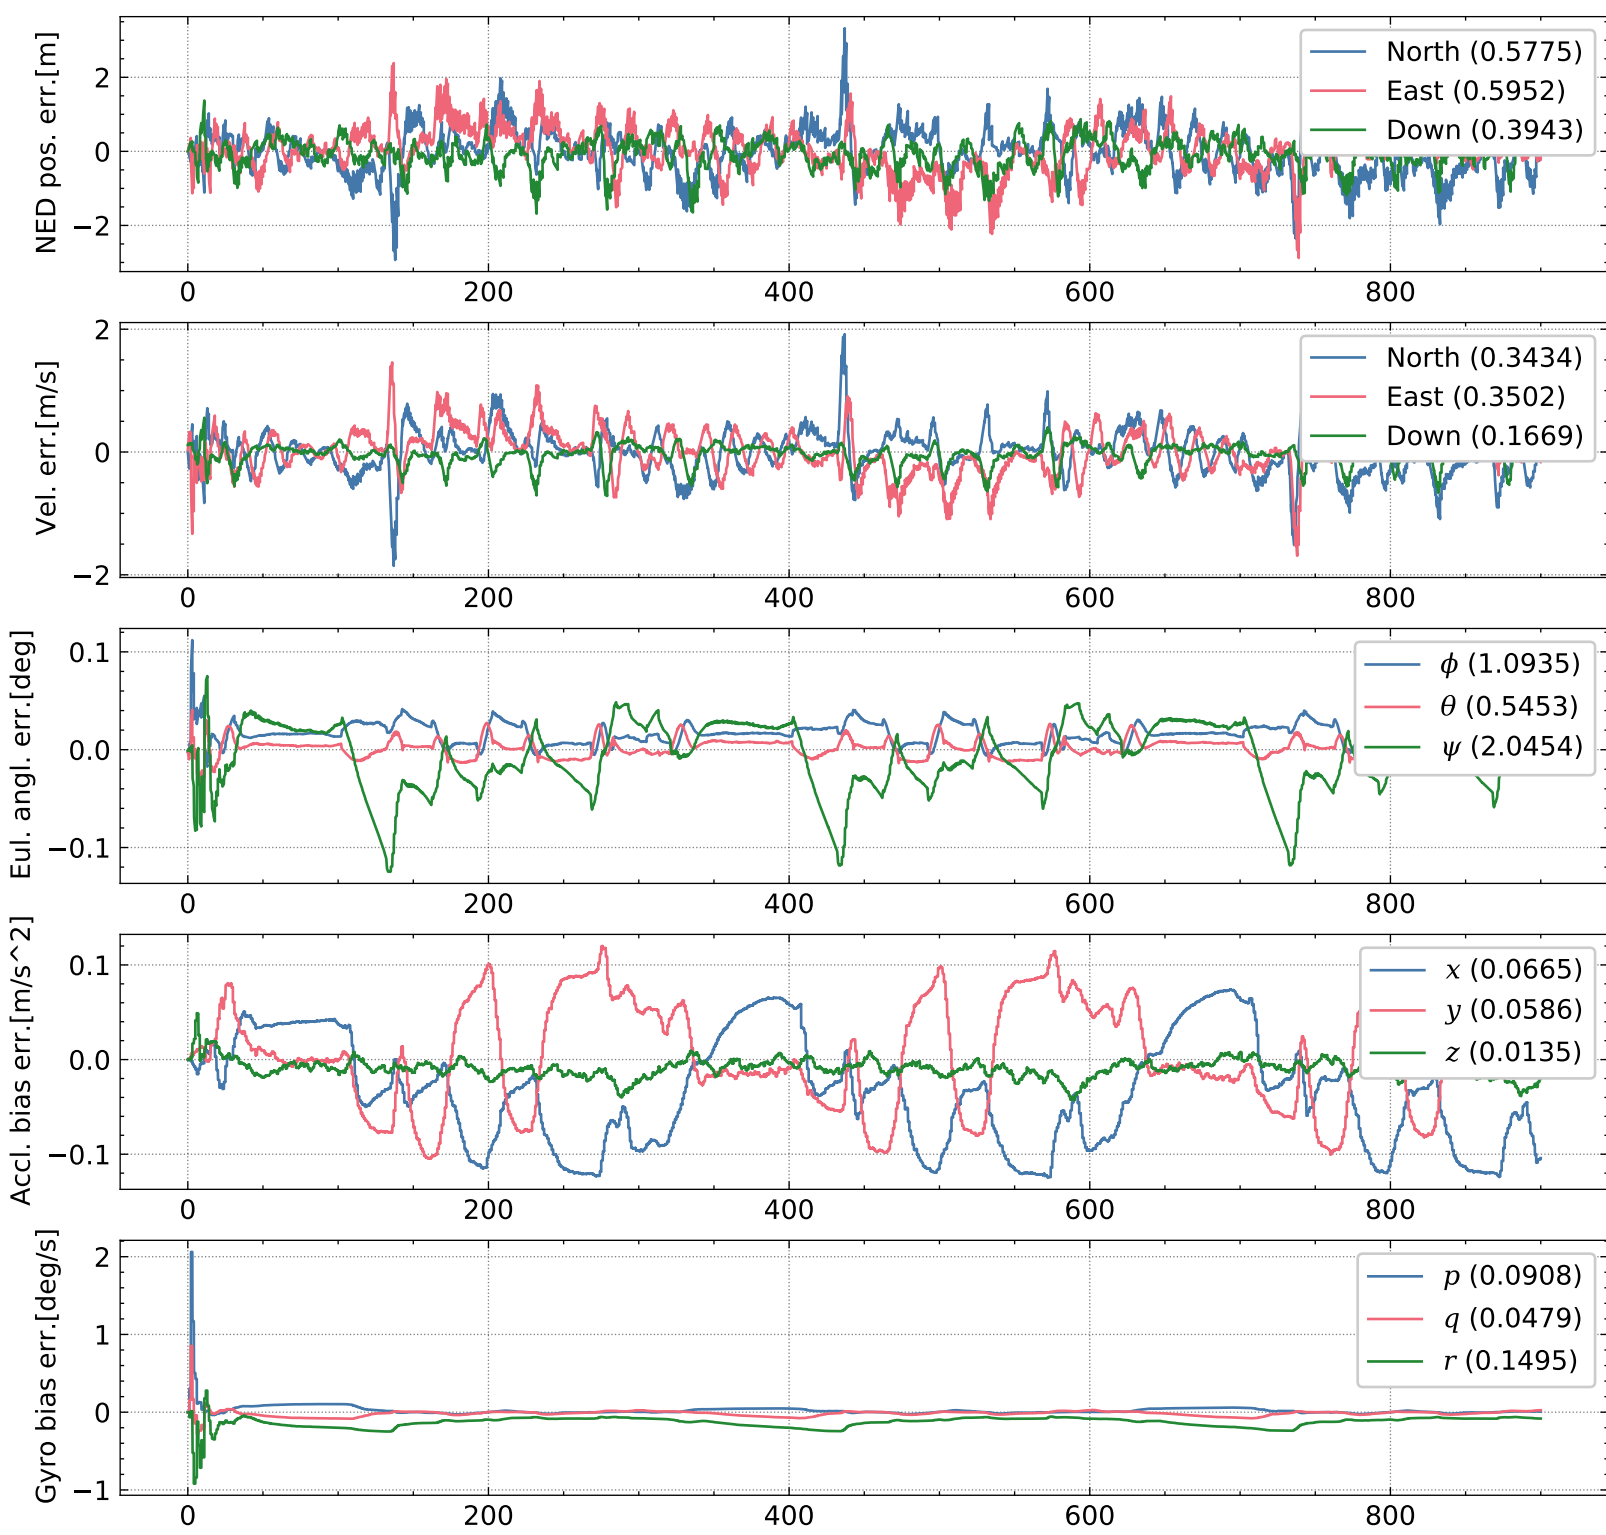 NED pos. err.[m]
2
0
−2
North (0.5775)
East (0.5952)
Down (0.3943)
0 200 400 600 800
Vel. err.[m/s]
2
0
−2
North (0.3434)
East (0.3502)
Down (0.1669)
0 200 400 600 800
Eul. angl. err.[deg]
0.1
0.0
−0.1
ϕ (1.0935)
θ (0.5453)
ψ (2.0454)
0 200 400 600 800
Accl. bias err.[m/s^2]
0.1
0.0
−0.1
x (0.0665)
y (0.0586)
z (0.0135)
0 200 400 600 800
Gyro bias err.[deg/s]
2
1
0
−1
p (0.0908)
q (0.0479)
r (0.1495)
0 200 400 600 800